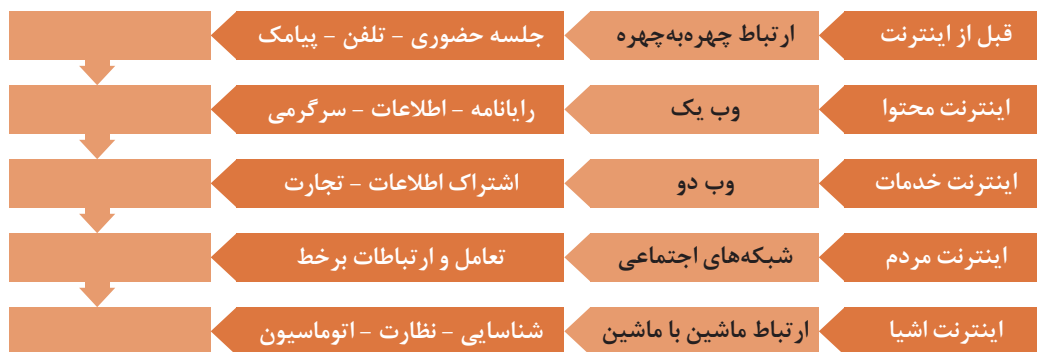 قبل از اینترنت ارتباط چهره‌به‌چهره جلسه حضوری - تلفن - پیامک
اینترنت محتوا وب یک رایانامه - اطلاعات - سرگرمی
اینترنت خدمات وب دو اشتراک اطلاعات - تجارت
اینترنت مردم شبکه‌های اجتماعی تعامل و ارتباطات برخط
اینترنت اشیا ارتباط ماشین با ماشین شناسایی - نظارت - اتوماسیون